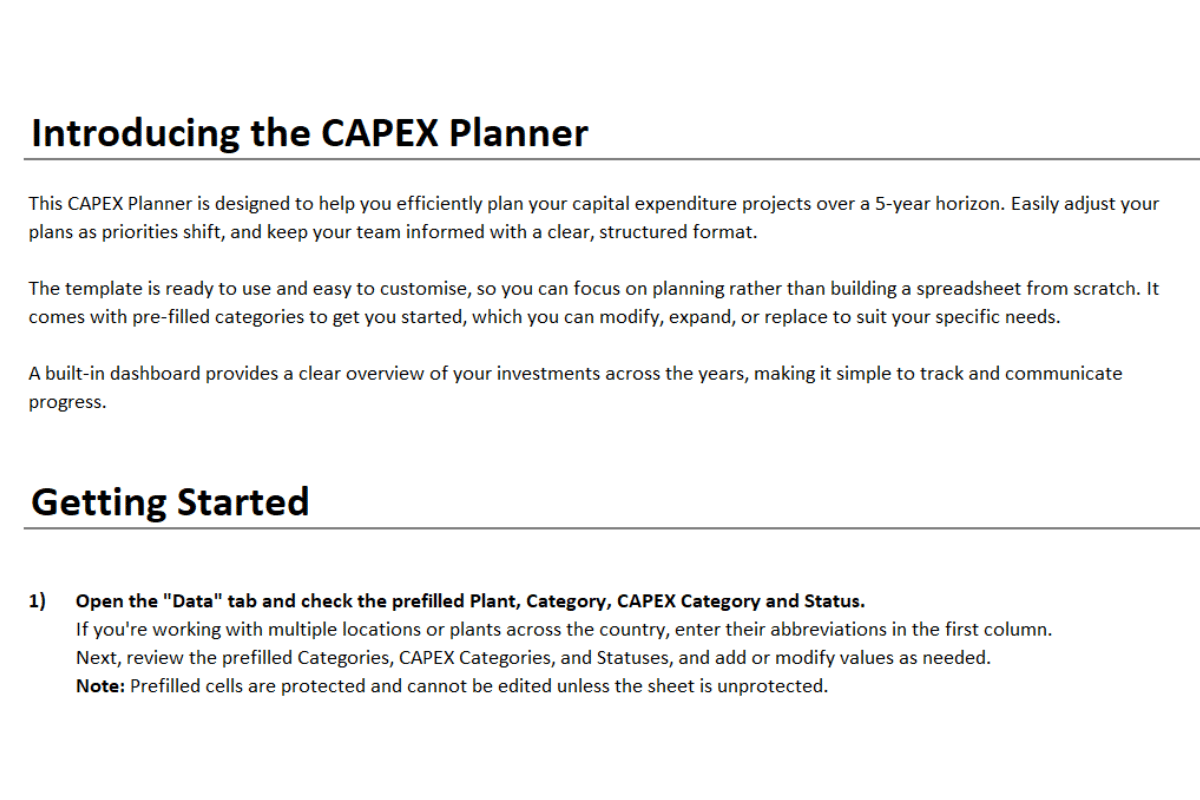 Introducing the CAPEX Planner
This CAPEX Planner is designed to help you efficiently plan your capital expenditure projects over a 5-year horizon. Easily adjust your
plans as priorities shift, and keep your team informed with a clear, structured format.
The template is ready to use and easy to customise, so you can focus on planning rather than building a spreadsheet from scratch. It
comes with pre-filled categories to get you started, which you can modify, expand, or replace to suit your specific needs.
A built-in dashboard provides a clear overview of your investments across the years, making it simple to track and communicate
progress.
Getting Started
1) Open the "Data" tab and check the prefilled Plant, Category, CAPEX Category and Status.
If you're working with multiple locations or plants across the country, enter their abbreviations in the first column.
Next, review the prefilled Categories, CAPEX Categories, and Statuses, and add or modify values as needed.
Note: Prefilled cells are protected and cannot be edited unless the sheet is unprotected.